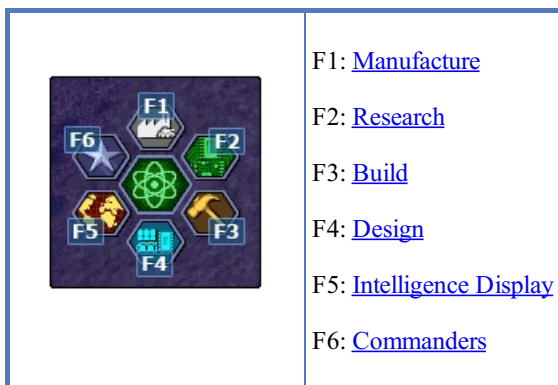 F1
F6
F2
F5
F3
F4
F1: Manufacture
F2: Research
F3: Build
F4: Design
F5: Intelligence Display
F6: Commanders